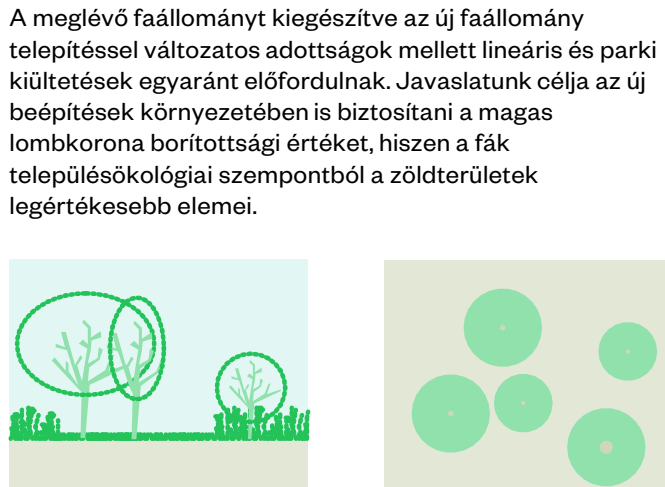 A meglévő faállományt kiegészítve az új faállomány
telepítéssel változatos adottságok mellett lineáris és parki
kiültetések egyaránt előfordulnak. Javaslatunk célja az új
beépítések környezetében is biztosítani a magas
lombkorona borítottsági értéket, hiszen a fák
településökológiai szempontból a zöldterületek
legértékesebb elemei.